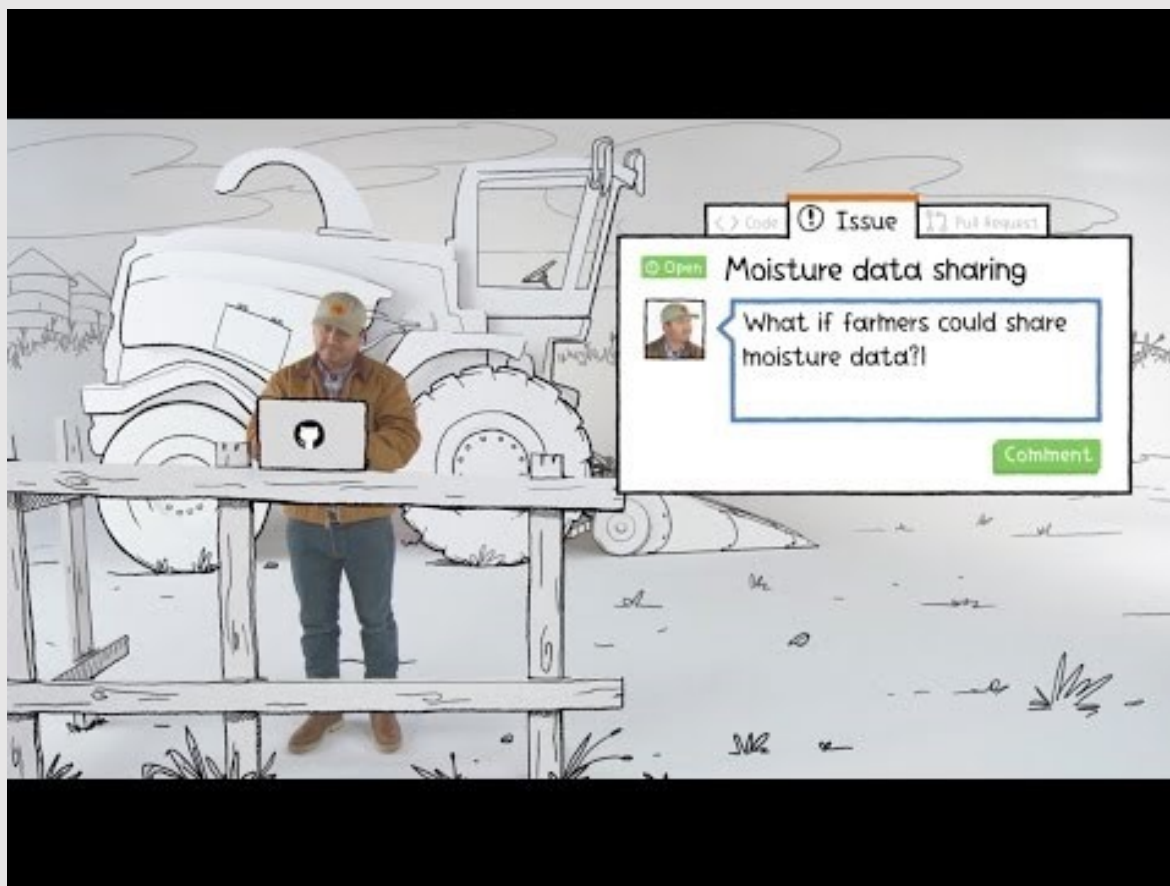 Code
Issue
Pull Request
Open
Moisture data sharing
What if farmers could share
moisture data?
Comment